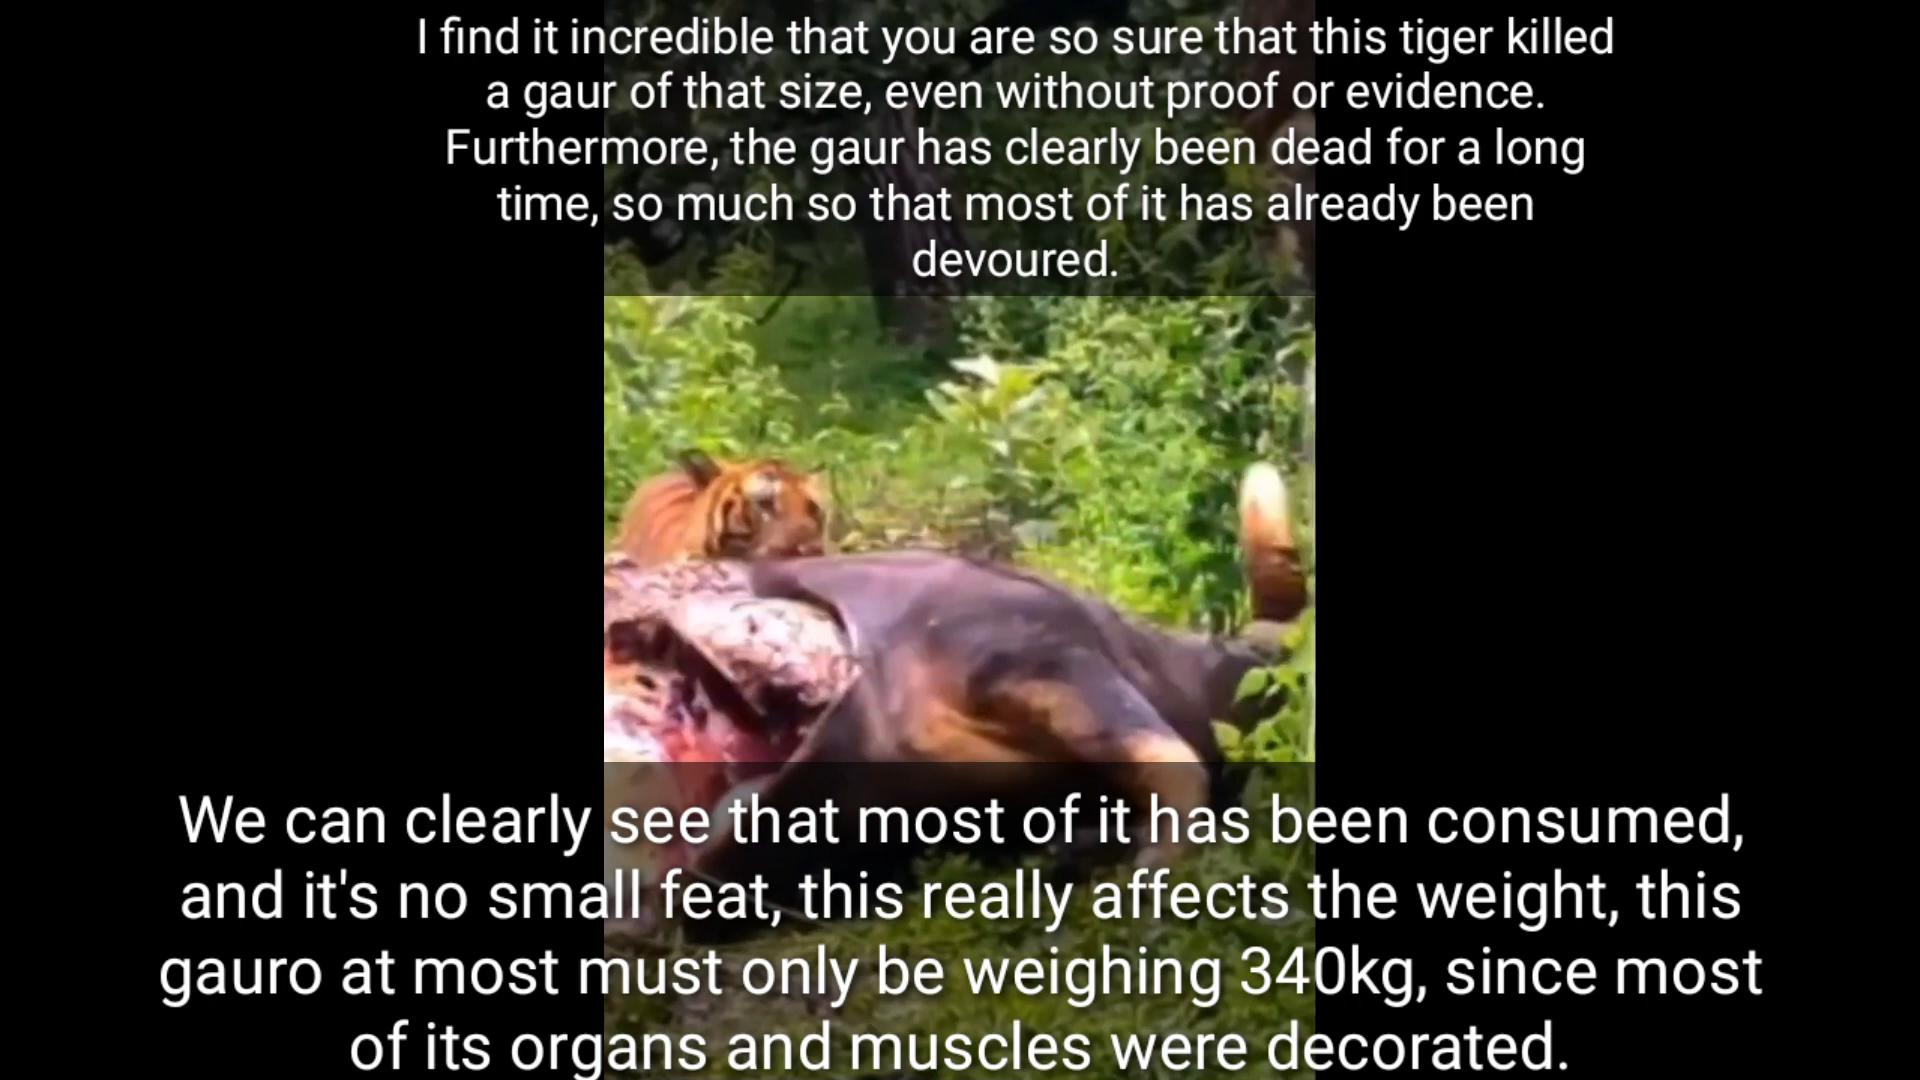 I find it incredible that you are so sure that this tiger killed
a gaur of that size, even without proof or evidence.
Furthermore, the gaur has clearly been dead for a long
time, so much so that most of it has already been
devoured.
We can clearly see that most of it has been consumed,
and it's no small feat, this really affects the weight, this
gauro at most must only be weighing 340kg, since most
of its organs and muscles were decorated.